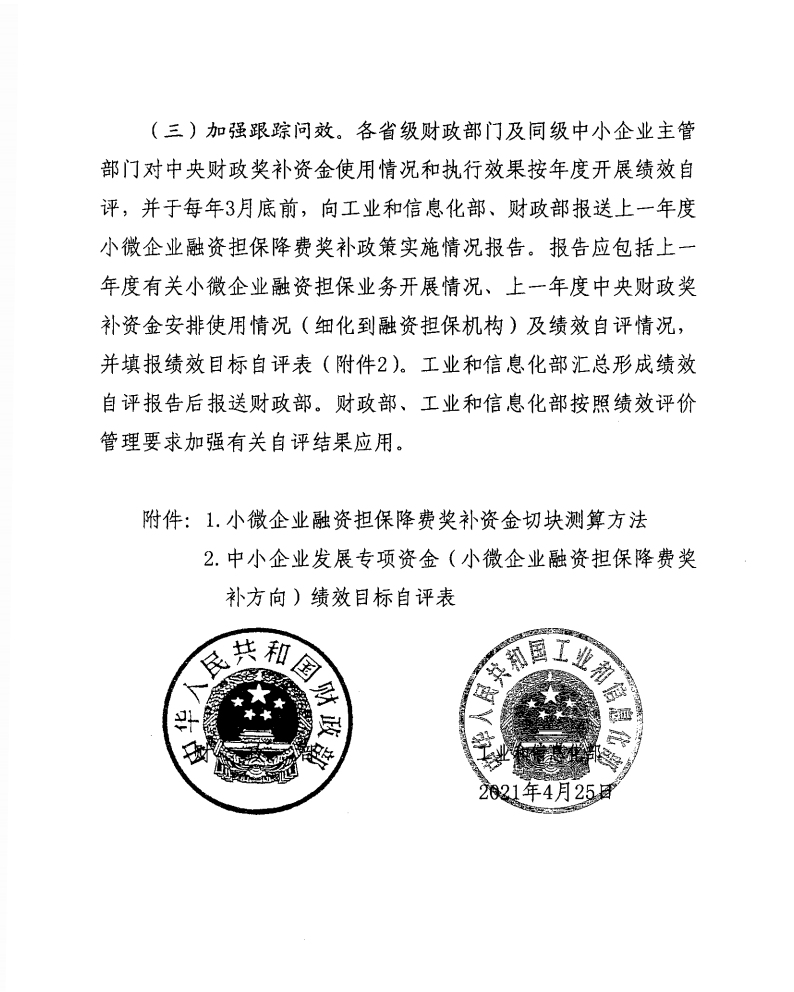 （三）加强跟踪问效。各省级财政部门及同级中小企业主管
部门对中央财政奖补资金使用情况和执行效果按年度开展绩效自
评，并于每年3月底前，向工业和信息化部、财政部报送上一年度
小微企业融资担保降费奖补政策实施情况报告。报告应包括上一
年度有关小微企业融资担保业务开展情况、上一年度中央财政奖
补资金安排使用情况（细化到融资担保机构）及绩效自评情况，
并填报绩效目标自评表（附件2）。工业和信息化部汇总形成绩效
自评报告后报送财政部。财政部、工业和信息化部按照绩效评价
管理要求加强有关自评结果应用。
附件：1.小微企业融资担保降费奖补资金切块测算方法
2.中小企业发展专项资金（小微企业融资担保降费奖
补方向）绩效目标自评表
中华人民共和国财政部
中华人民共和国工业和信息化部
工业和信息化部
2021年4月25日